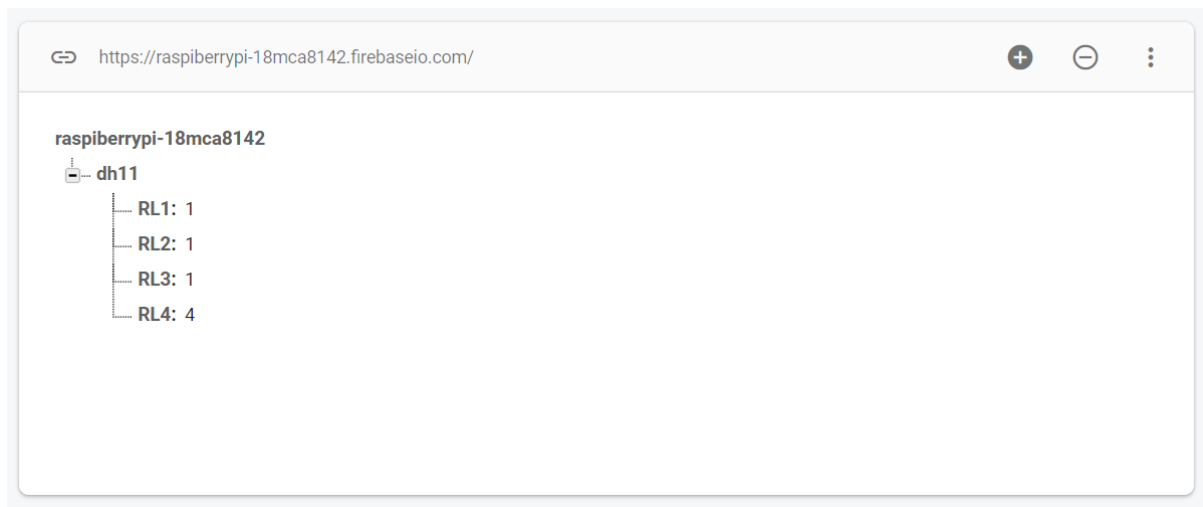 https://raspiberrypi-18mca8142.firebaseio.com/
raspiberrypi-18mca8142
dh11
RL1: 1
RL2: 1
RL3: 1
RL4: 4